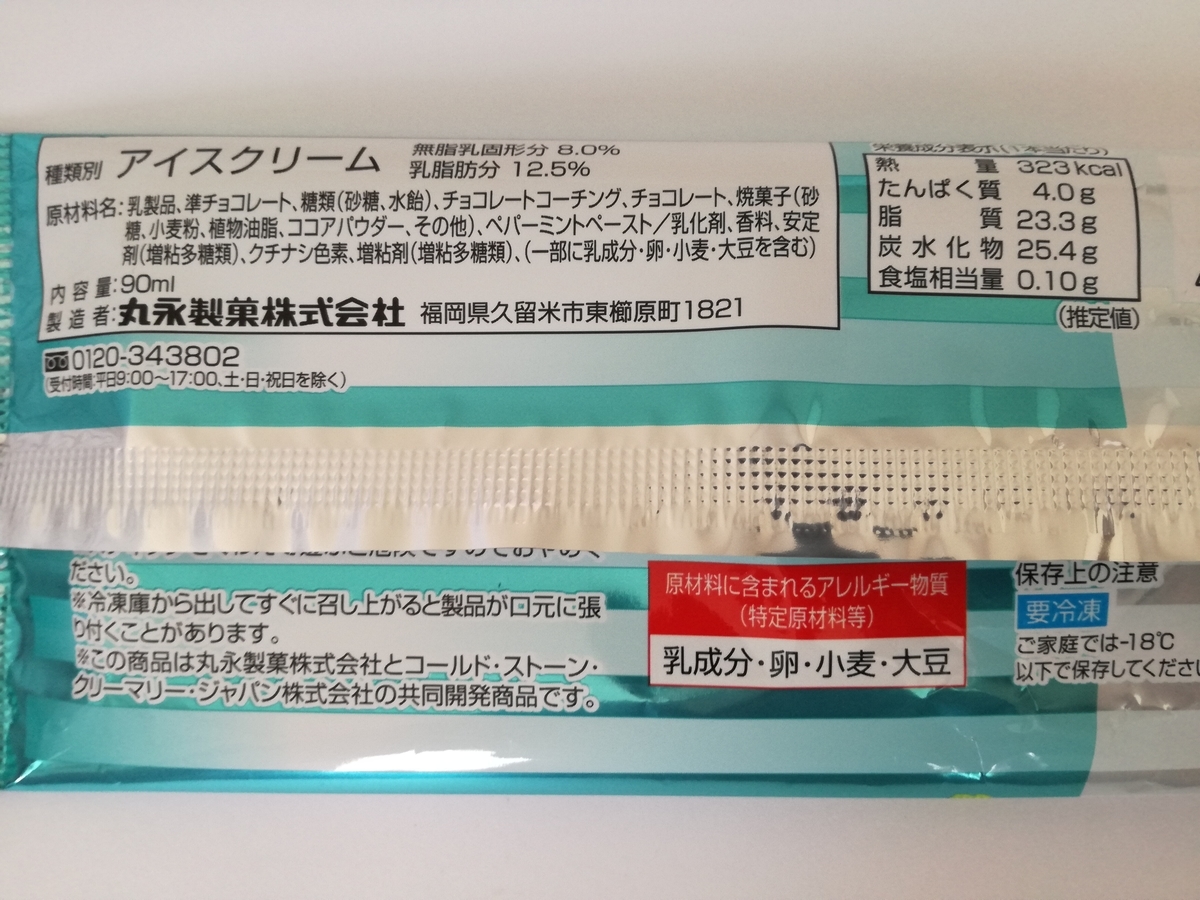 種類別 アイスクリーム 無脂乳固形分 8.0%
乳脂肪分 12.5%
原材料名:乳製品、準チョコレート、糖類(砂糖、水飴)、チョコレートコーチング、チョコレート、焼菓子(砂
糖、小麦粉、植物油脂、ココアパウダー、その他)、ペパーミントペースト/乳化剤、香料、安定
剤(増粘多糖類)、クチナシ色素、増粘剤(増粘多糖類)、(一部に乳成分・卵・小麦・大豆を含む)
内容量:90ml
製造者:丸永製菓株式会社 福岡県久留米市東櫛原町1821
0120-343802
(受付時間:平日9:00〜17:00、土・日・祝日を除く)
栄養成分表示(1本当たり)
熱量 323kcal
たんぱく質 4.0g
脂質 23.3g
炭水化物 25.4g
食塩相当量 0.10g
(推定値)
ださい。
※冷凍庫から出してすぐに召し上がると製品が口元に張
り付くことがあります。
※この商品は丸永製菓株式会社とコールド・ストーン・
クリーマリー・ジャパン株式会社の共同開発商品です。
原材料に含まれるアレルギー物質
(特定原材料等)
乳成分・卵・小麦・大豆
保存上の注意
要冷凍
ご家庭では-18℃
以下で保存してくださ